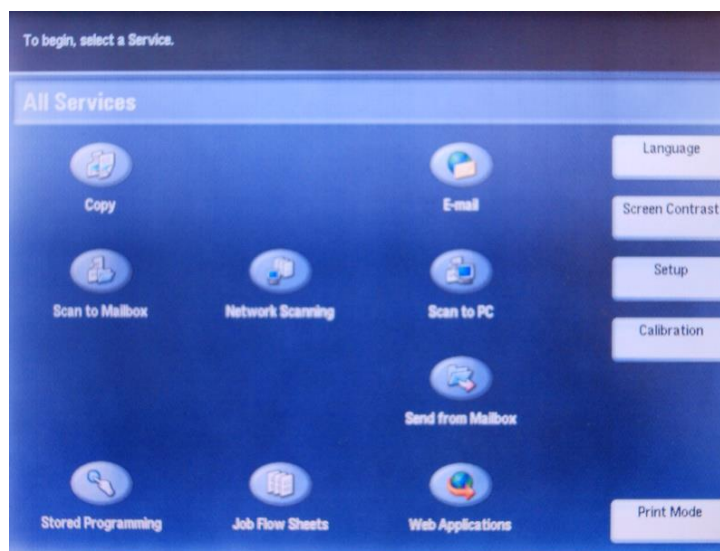 To begin, select a Service.
All Services
Copy
E-mail
Language
Screen Contrast
Scan to Mailbox
Network Scanning
Scan to PC
Setup
Calibration
Send from Mailbox
Stored Programming
Job Flow Sheets
Web Applications
Print Mode